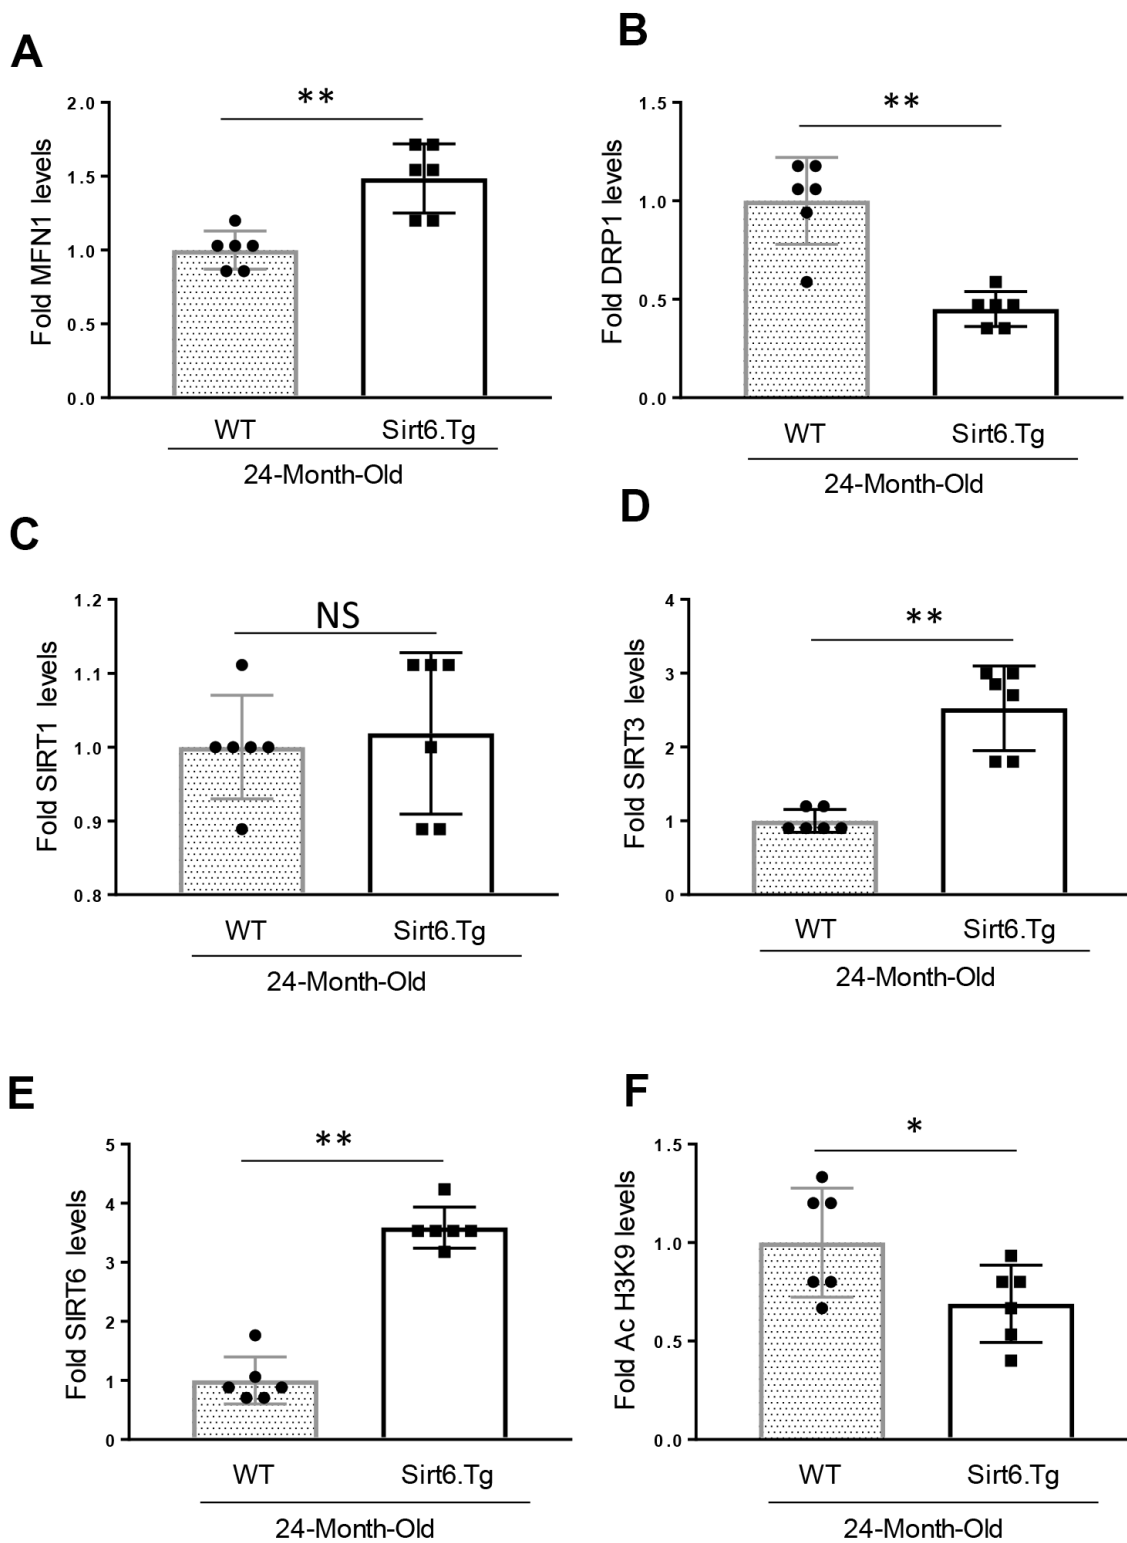 A
Fold MFN1 levels
**
2.0
1.5
1.0
0.5
0.0
WT
Sirt6.Tg
24-Month-Old
B
Fold DRP1 levels
**
1.5
1.0
0.5
0.0
WT
Sirt6.Tg
24-Month-Old
C
Fold SIRT1 levels
NS
1.2
1.1
1.0
0.9
0.8
WT
Sirt6.Tg
24-Month-Old
D
Fold SIRT3 levels
**
4
3
2
1
0
WT
Sirt6.Tg
24-Month-Old
E
Fold SIRT6 levels
**
5
4
3
2
1
0
WT
Sirt6.Tg
24-Month-Old
F
Fold Ac H3K9 levels
*
1.5
1.0
0.5
0.0
WT
Sirt6.Tg
24-Month-Old